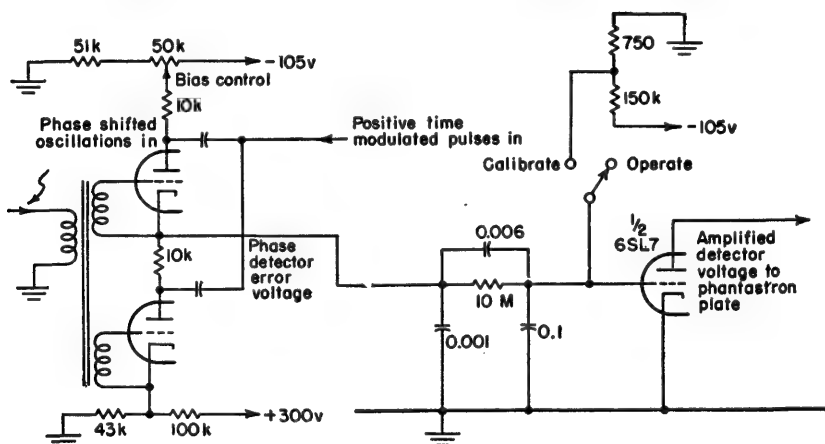 51k
50k
-105v
Bias control
10k
Phase shifted
oscillations in
Positive time
modulated pulses in
750
150k
-105v
Calibrate
Operate
10k
Phase
detector
error
voltage
0.006
10 M
0.001
0.1
1/2
6SL7
Amplified
detector
voltage to
phantastron
plate
43k
100k
+300v